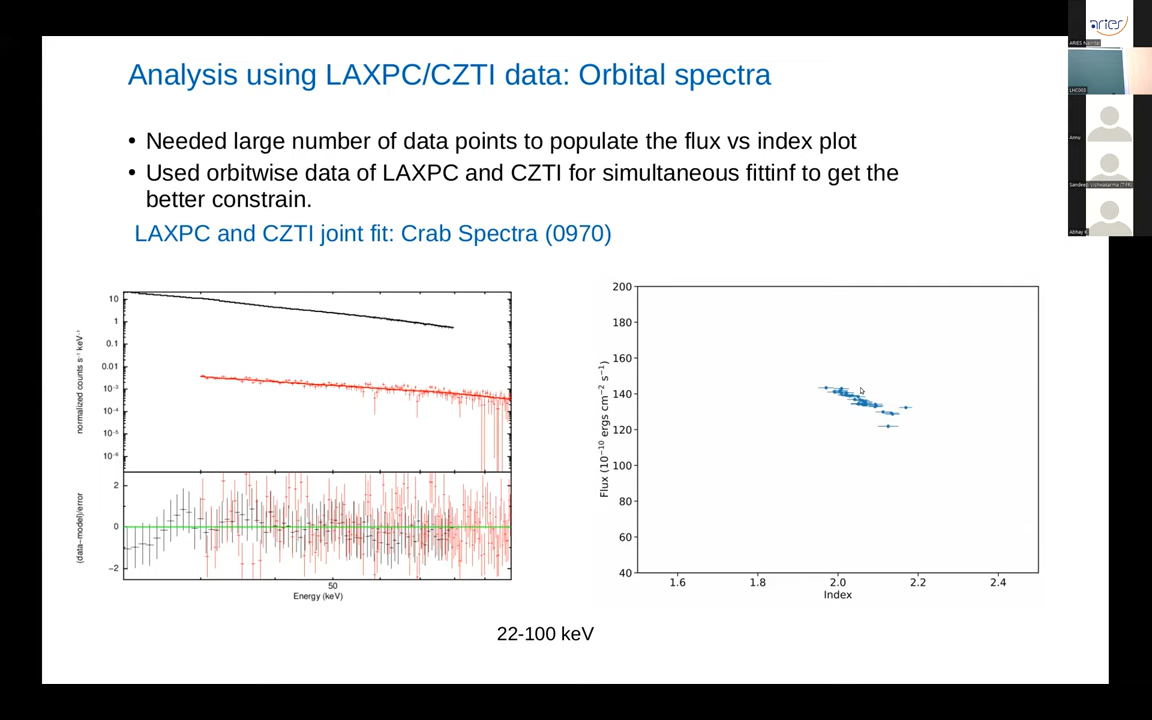 Analysis using LAXPC/CZTI data: Orbital spectra
• Needed large number of data points to populate the flux vs index plot
• Used orbitwise data of LAXPC and CZTI for simultaneous fittinf to get the
better constrain.
LAXPC and CZTI joint fit: Crab Spectra (0970)
normalized counts s⁻¹ keV⁻¹
10
1
0.1
0.01
10⁻³
10⁻⁴
10⁻⁵
10⁻⁶
(data−model)/error
2
0
−2
50
Energy (keV)
Flux (10⁻¹⁰ ergs cm⁻² s⁻¹)
200
180
160
140
120
100
80
60
40
1.6 1.8 2.0 2.2 2.4
Index
22-100 keV
aries
LHC003
Annu